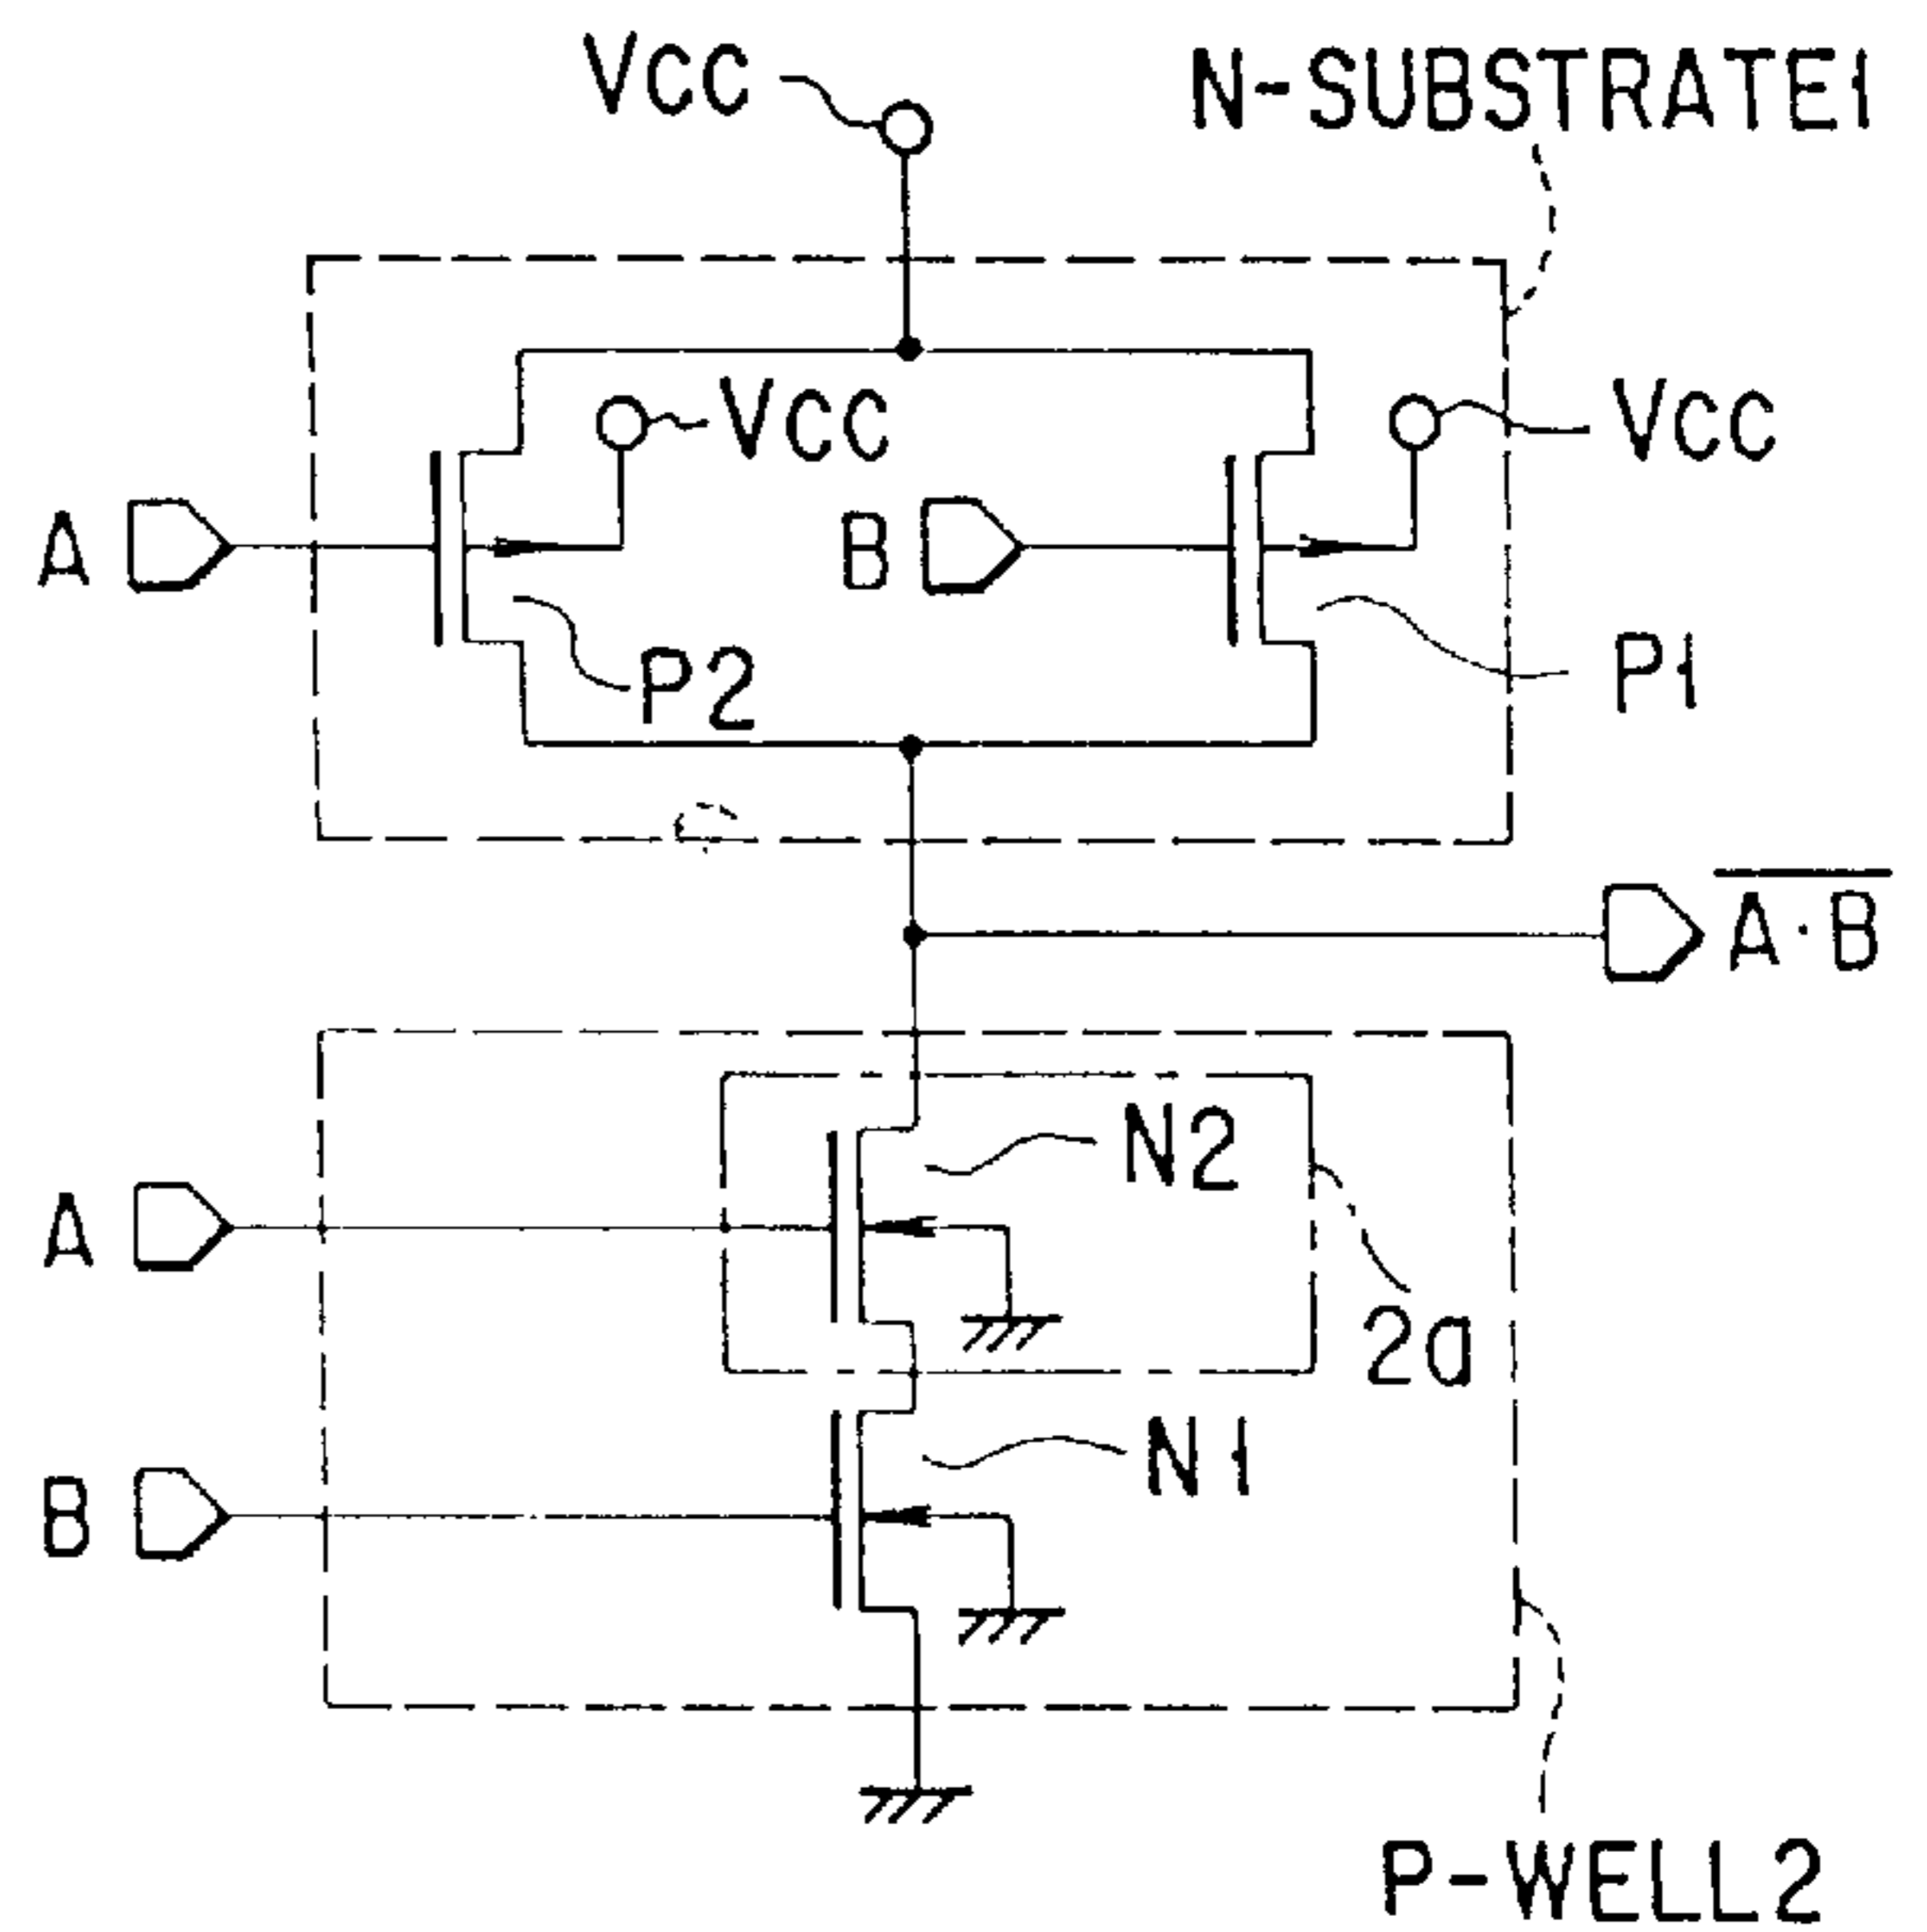 VCC
N-SUBSTRATE1
VCC
VCC
A
B
P2
P1
A·B
N2
A
2a
N1
B
P-WELL2